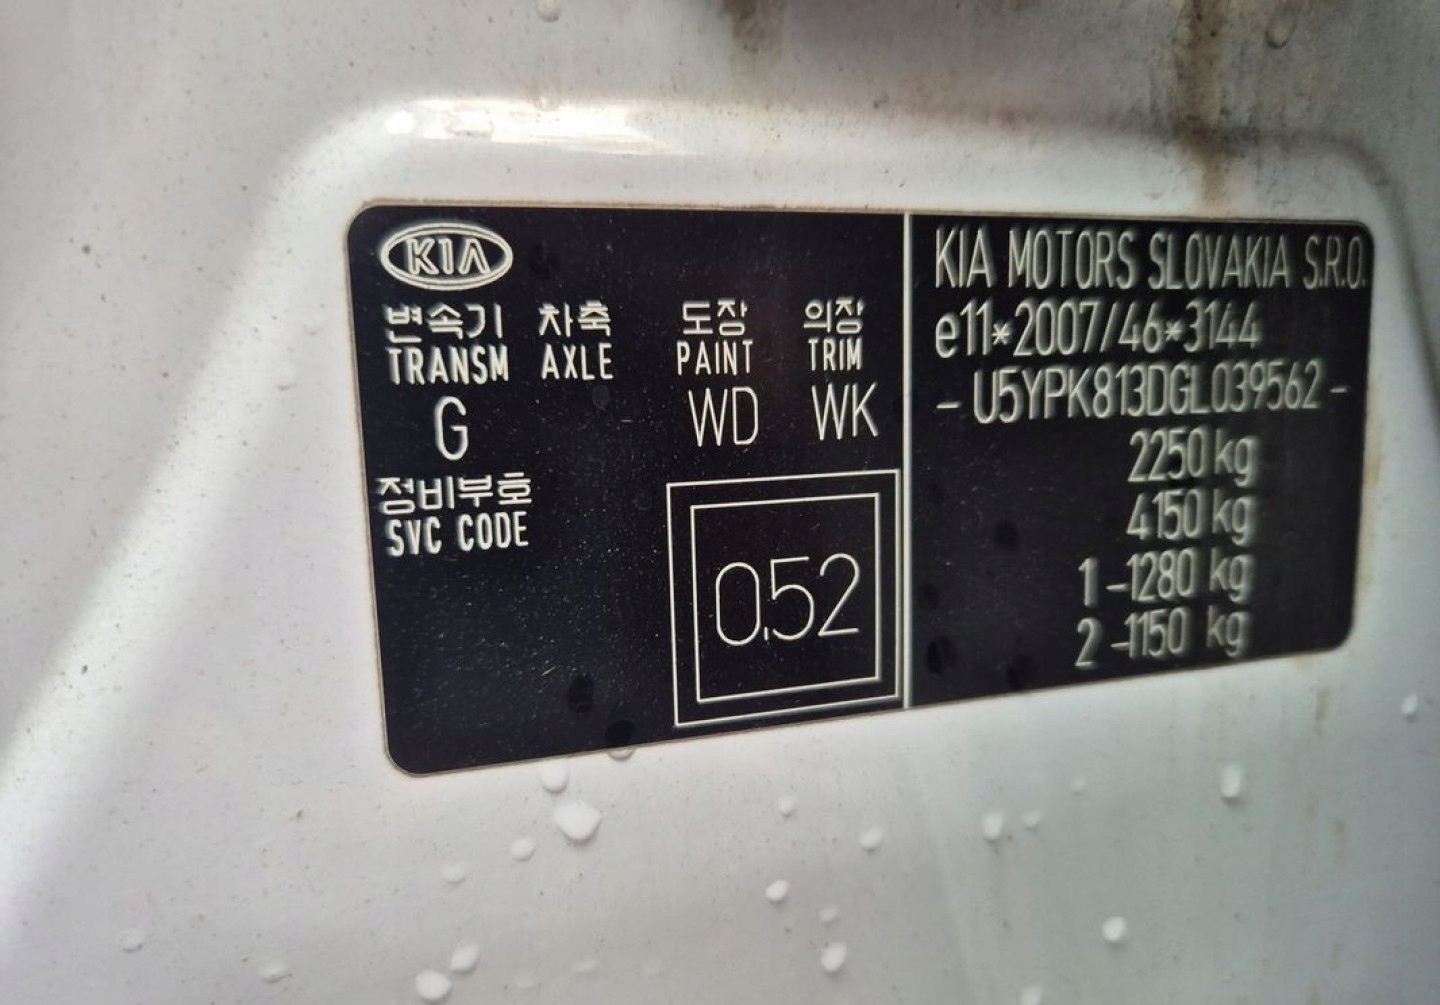 KIA
변속기 차축 도장 의장
TRANSM AXLE PAINT TRIM
G WD WK
정비부호
SVC CODE
0.52
KIA MOTORS SLOVAKIA S.R.O.
e11*2007/46*3144
- U5YPK813DGL039562 -
2250 kg
4150 kg
1 -1280 kg
2 -1150 kg